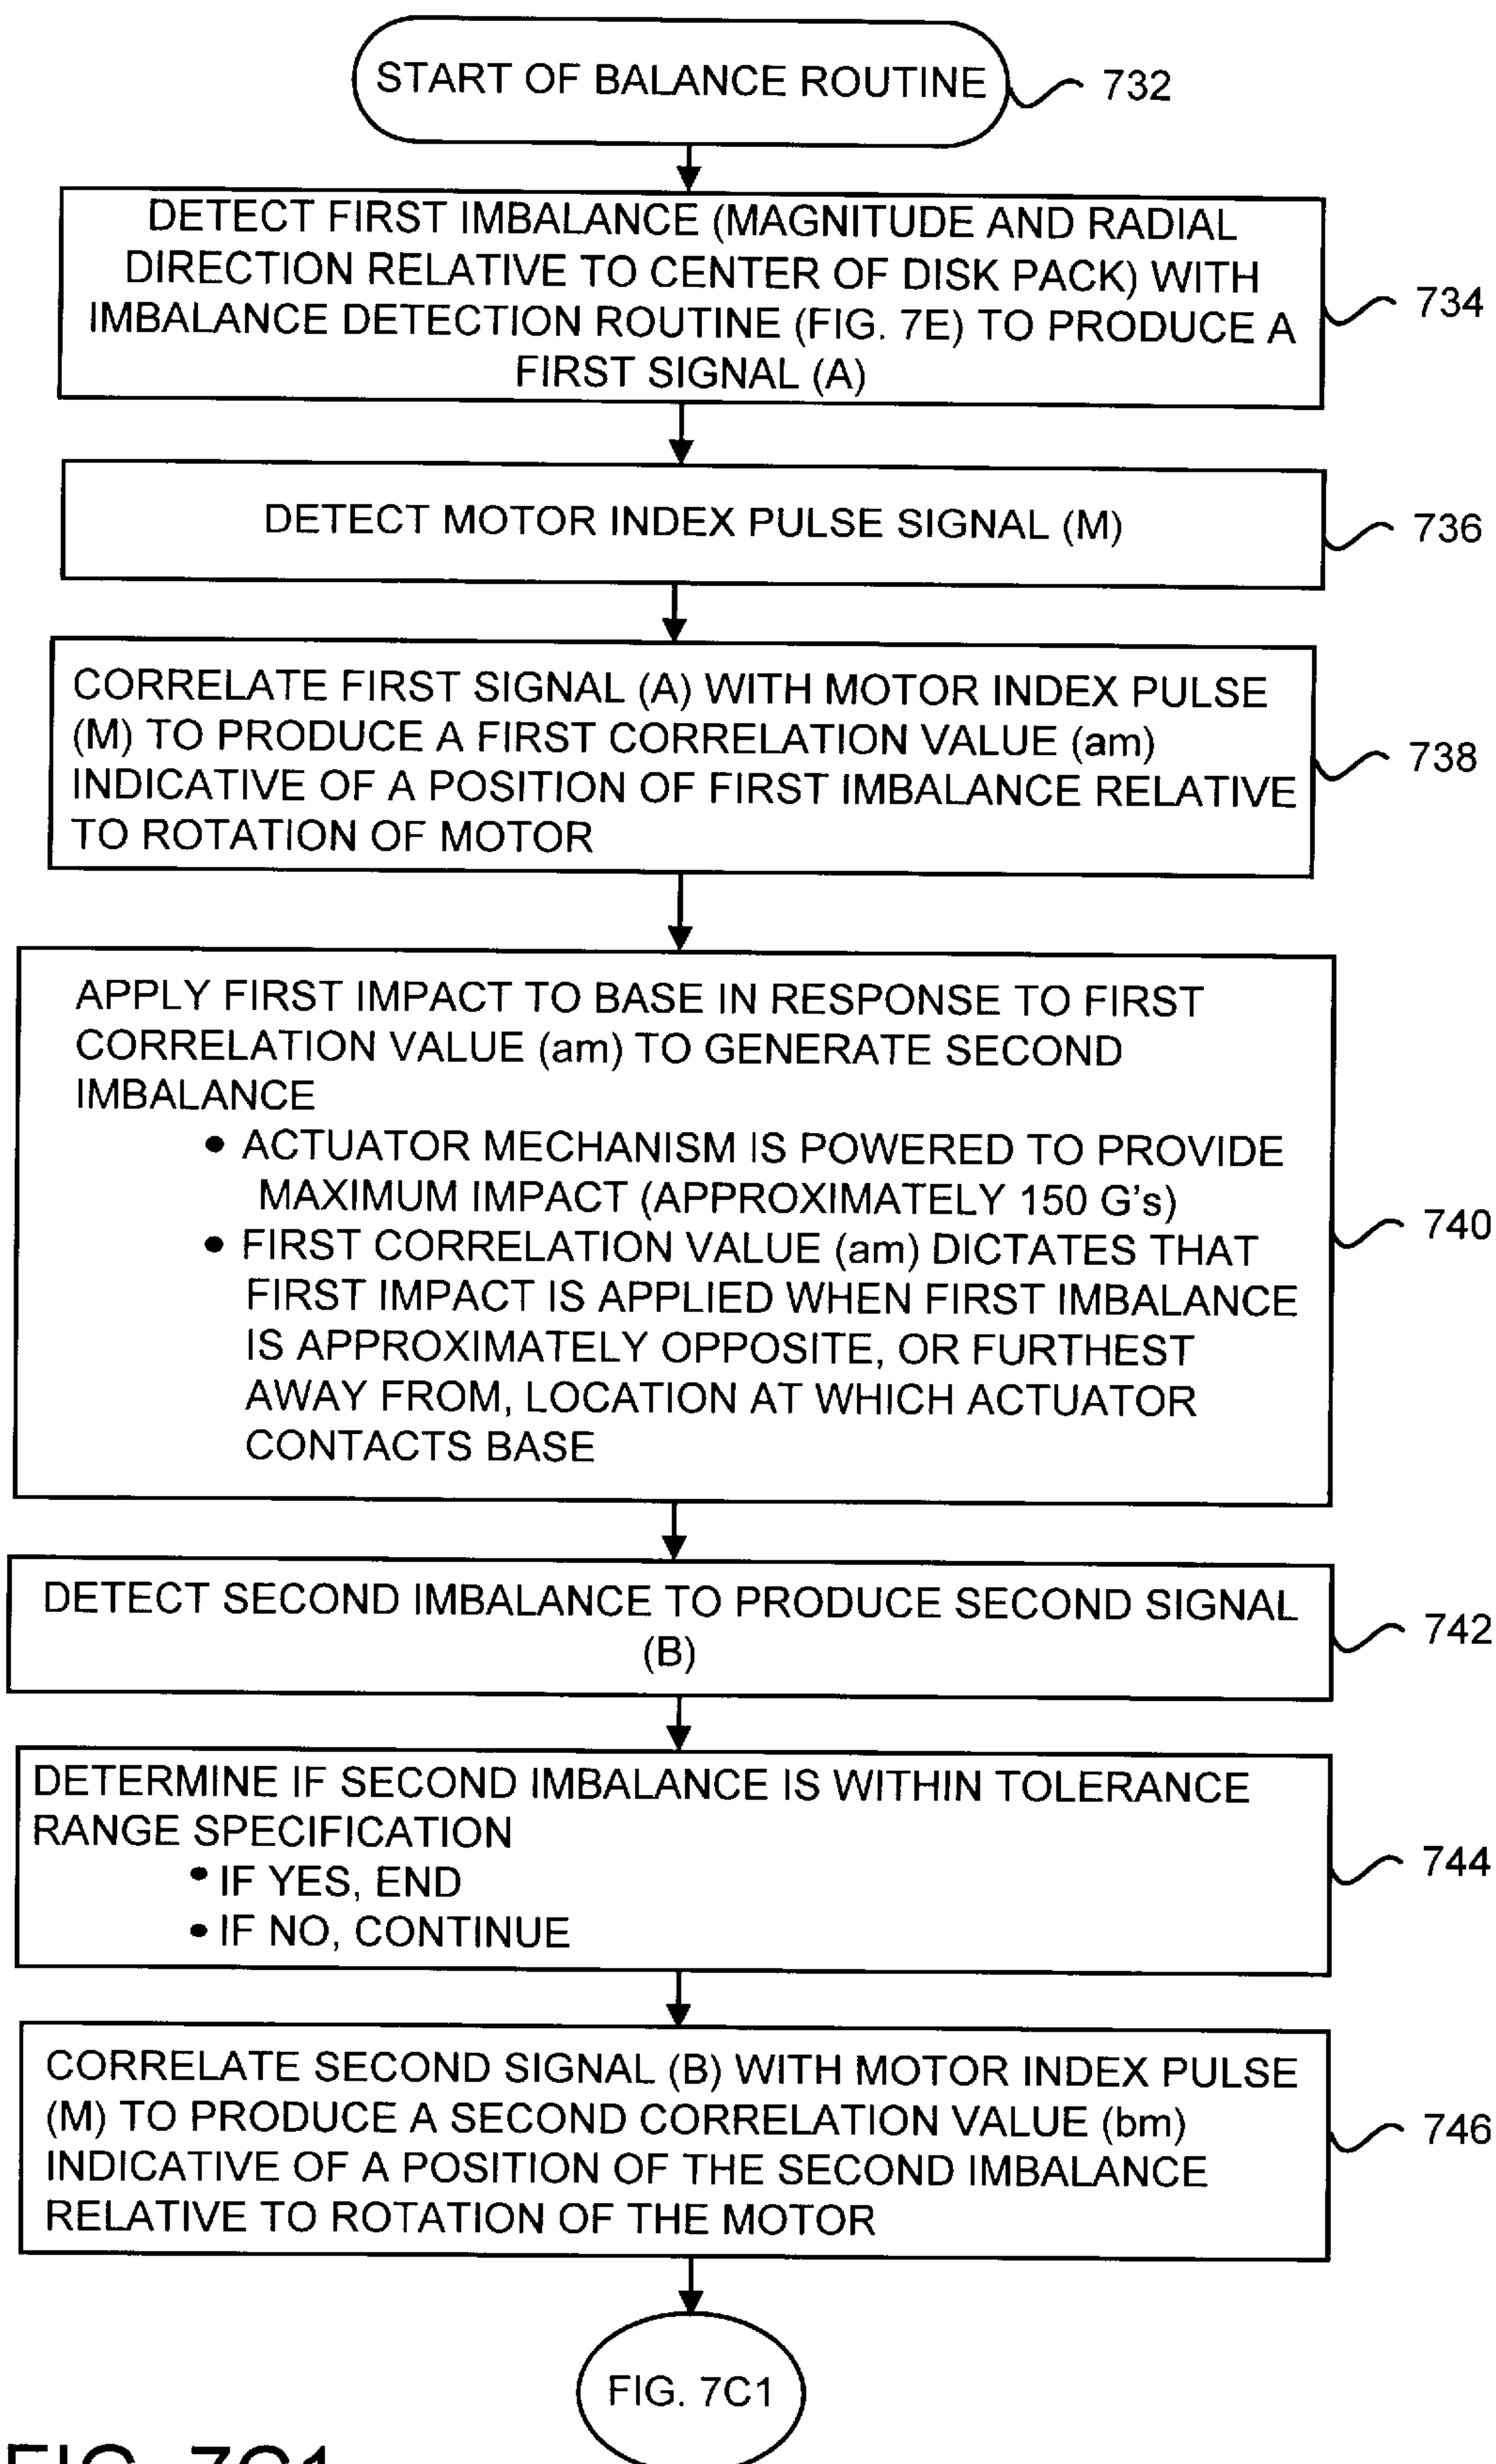 START OF BALANCE ROUTINE
732
DETECT FIRST IMBALANCE (MAGNITUDE AND RADIAL
DIRECTION RELATIVE TO CENTER OF DISK PACK) WITH
IMBALANCE DETECTION ROUTINE (FIG. 7E) TO PRODUCE A
FIRST SIGNAL (A)
734
DETECT MOTOR INDEX PULSE SIGNAL (M)
736
CORRELATE FIRST SIGNAL (A) WITH MOTOR INDEX PULSE
(M) TO PRODUCE A FIRST CORRELATION VALUE (am)
INDICATIVE OF A POSITION OF FIRST IMBALANCE RELATIVE
TO ROTATION OF MOTOR
738
APPLY FIRST IMPACT TO BASE IN RESPONSE TO FIRST
CORRELATION VALUE (am) TO GENERATE SECOND
IMBALANCE
• ACTUATOR MECHANISM IS POWERED TO PROVIDE
MAXIMUM IMPACT (APPROXIMATELY 150 G's)
• FIRST CORRELATION VALUE (am) DICTATES THAT
FIRST IMPACT IS APPLIED WHEN FIRST IMBALANCE
IS APPROXIMATELY OPPOSITE, OR FURTHEST
AWAY FROM, LOCATION AT WHICH ACTUATOR
CONTACTS BASE
740
DETECT SECOND IMBALANCE TO PRODUCE SECOND SIGNAL
(B)
742
DETERMINE IF SECOND IMBALANCE IS WITHIN TOLERANCE
RANGE SPECIFICATION
• IF YES, END
• IF NO, CONTINUE
744
CORRELATE SECOND SIGNAL (B) WITH MOTOR INDEX PULSE
(M) TO PRODUCE A SECOND CORRELATION VALUE (bm)
INDICATIVE OF A POSITION OF THE SECOND IMBALANCE
RELATIVE TO ROTATION OF THE MOTOR
746
FIG. 7C1
FIG. 7C1